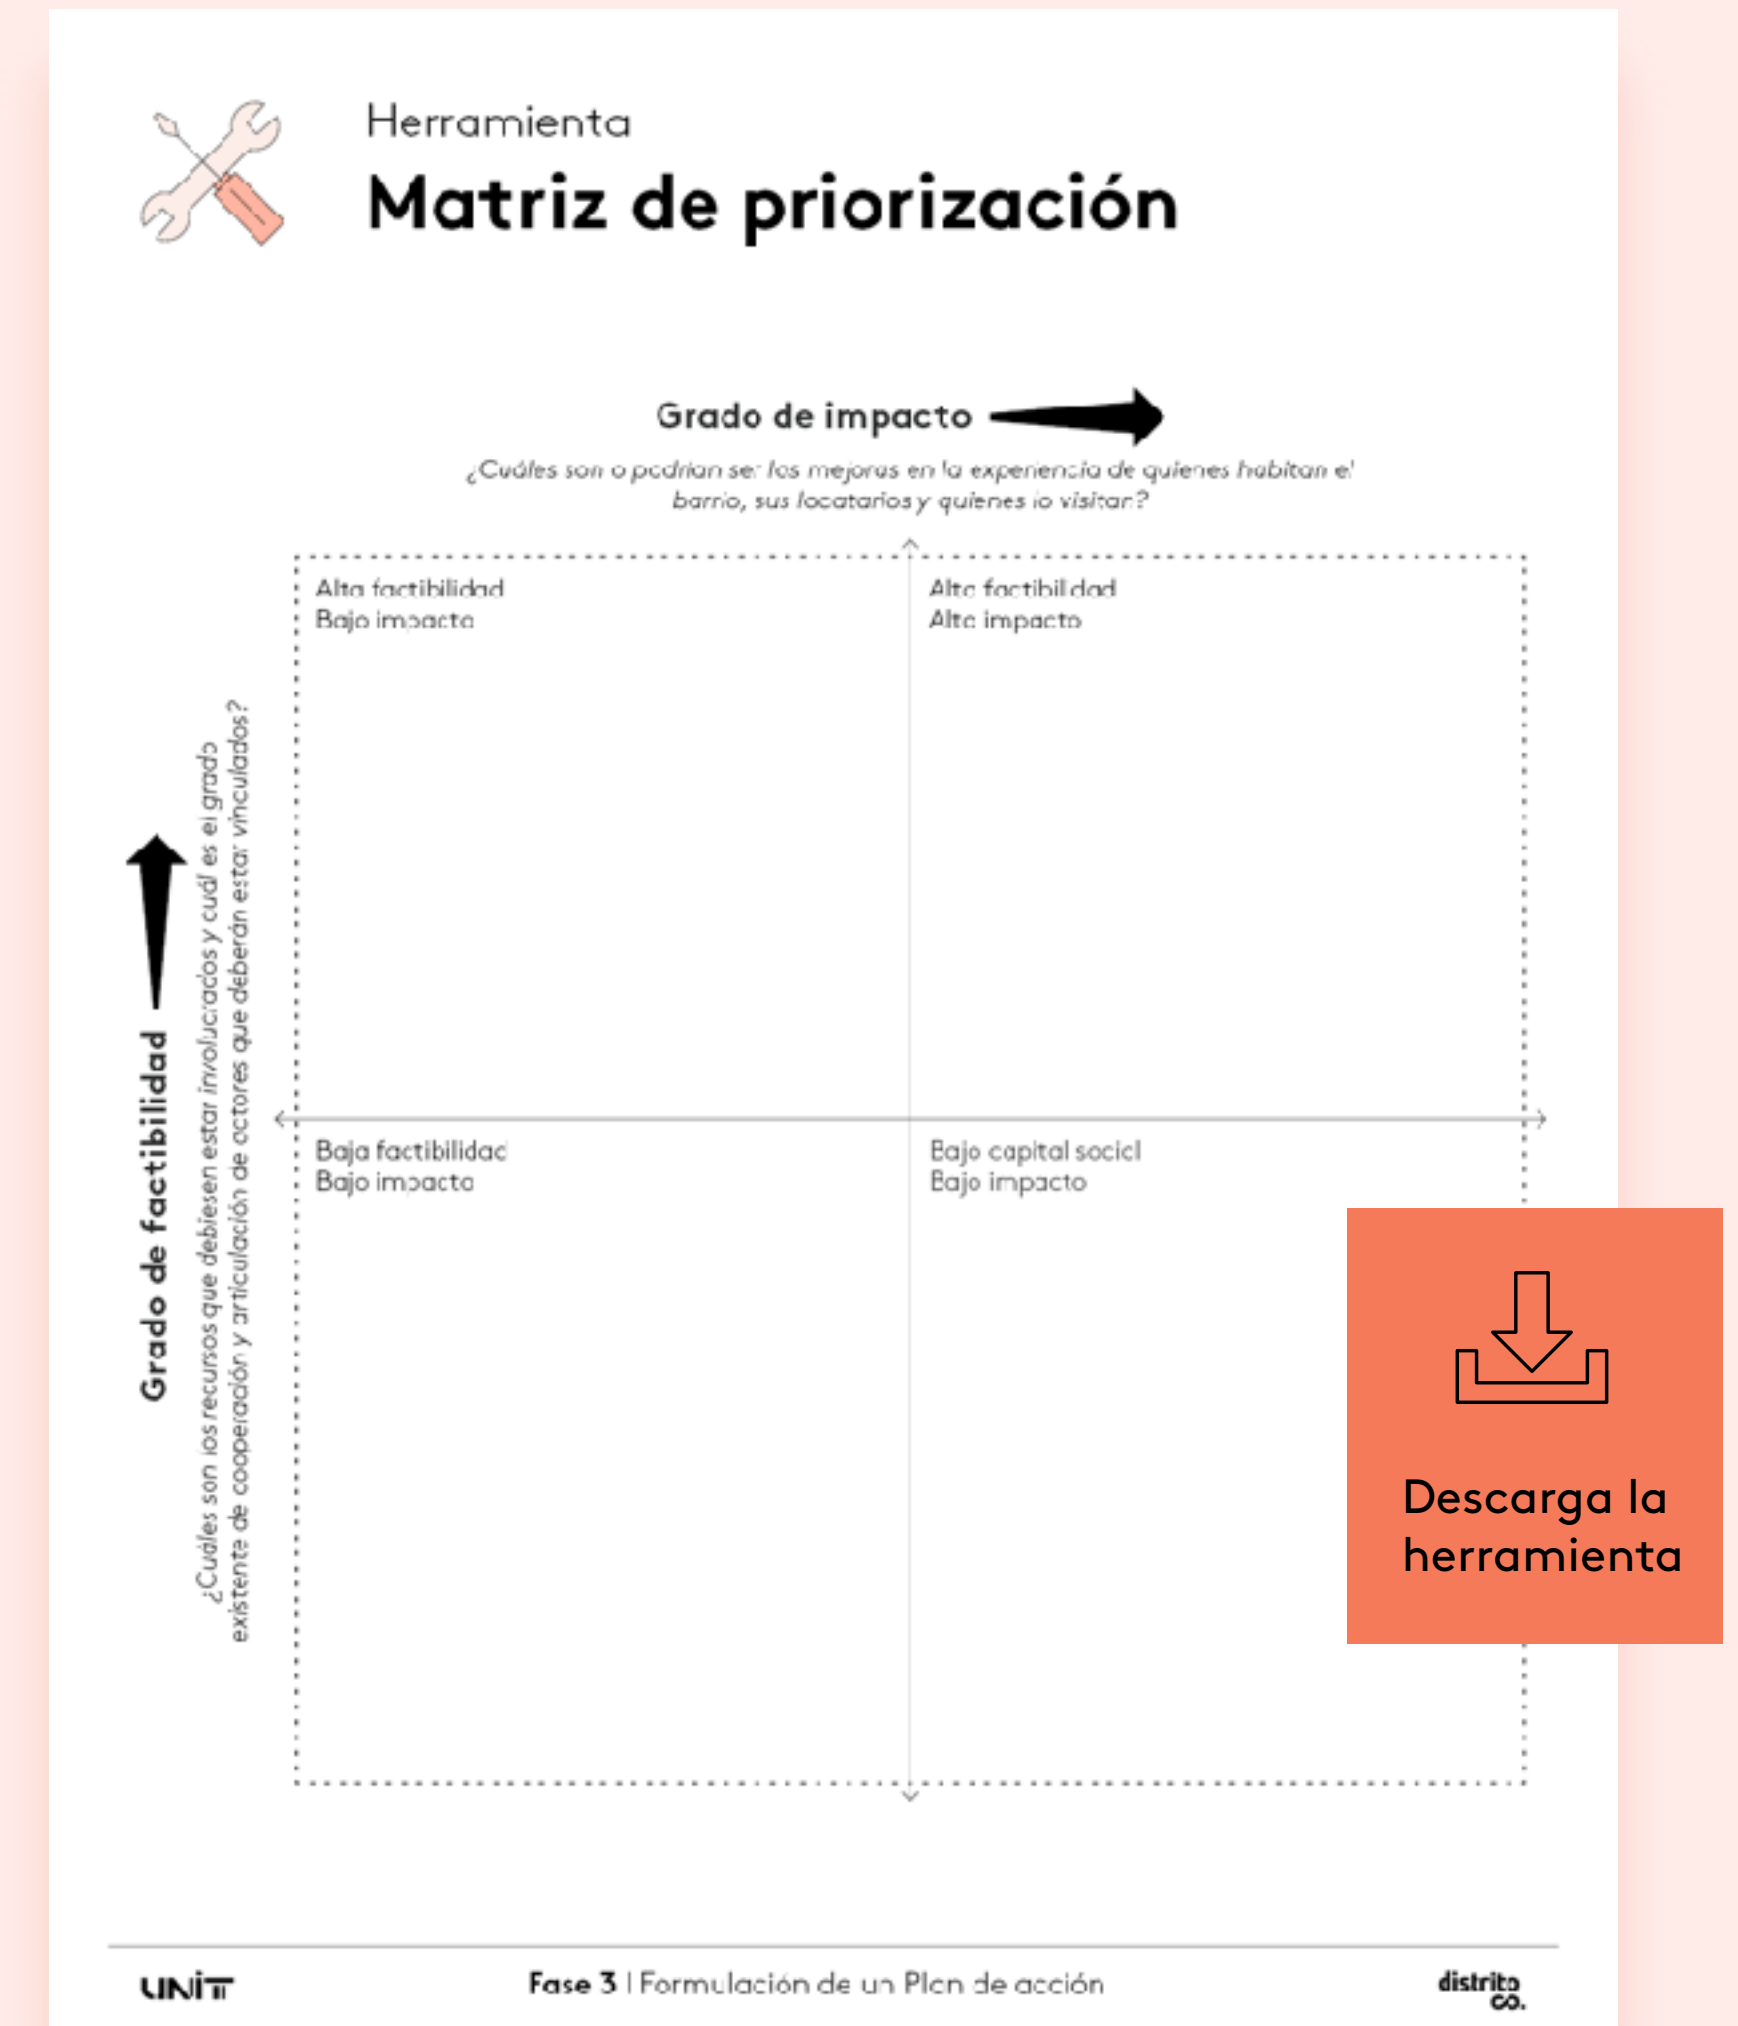 Herramienta
Matriz de priorización
Grado de impacto
¿Cuáles son o podrían ser las mejoras en la experiencia de quienes habitan el
barrio, sus locatarios y quienes lo visitan?
Alta factibilidad
Bajo impacto
Alta factibilidad
Alto impacto
Grado de factibilidad
¿Cuáles son los recursos que debiesen estar involucrados y cuál es el grado
existente de cooperación y articulación de actores que deberán estar vinculados?
Baja factibilidad
Bajo impacto
Bajo capital social
Bajo impacto
Descarga la
herramienta
UNIT
Fase 3 | Formulación de un Plan de acción
distrito
co.